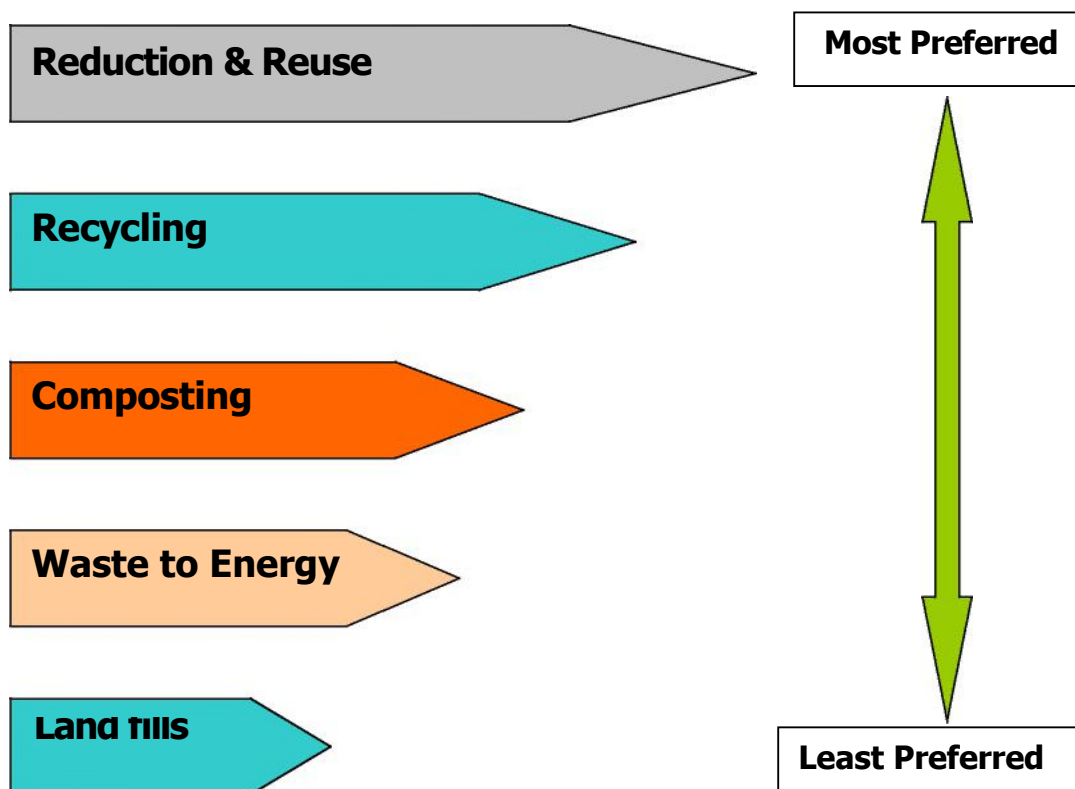 Reduction & Reuse
Most Preferred
Recycling
Composting
Waste to Energy
Land fills
Least Preferred